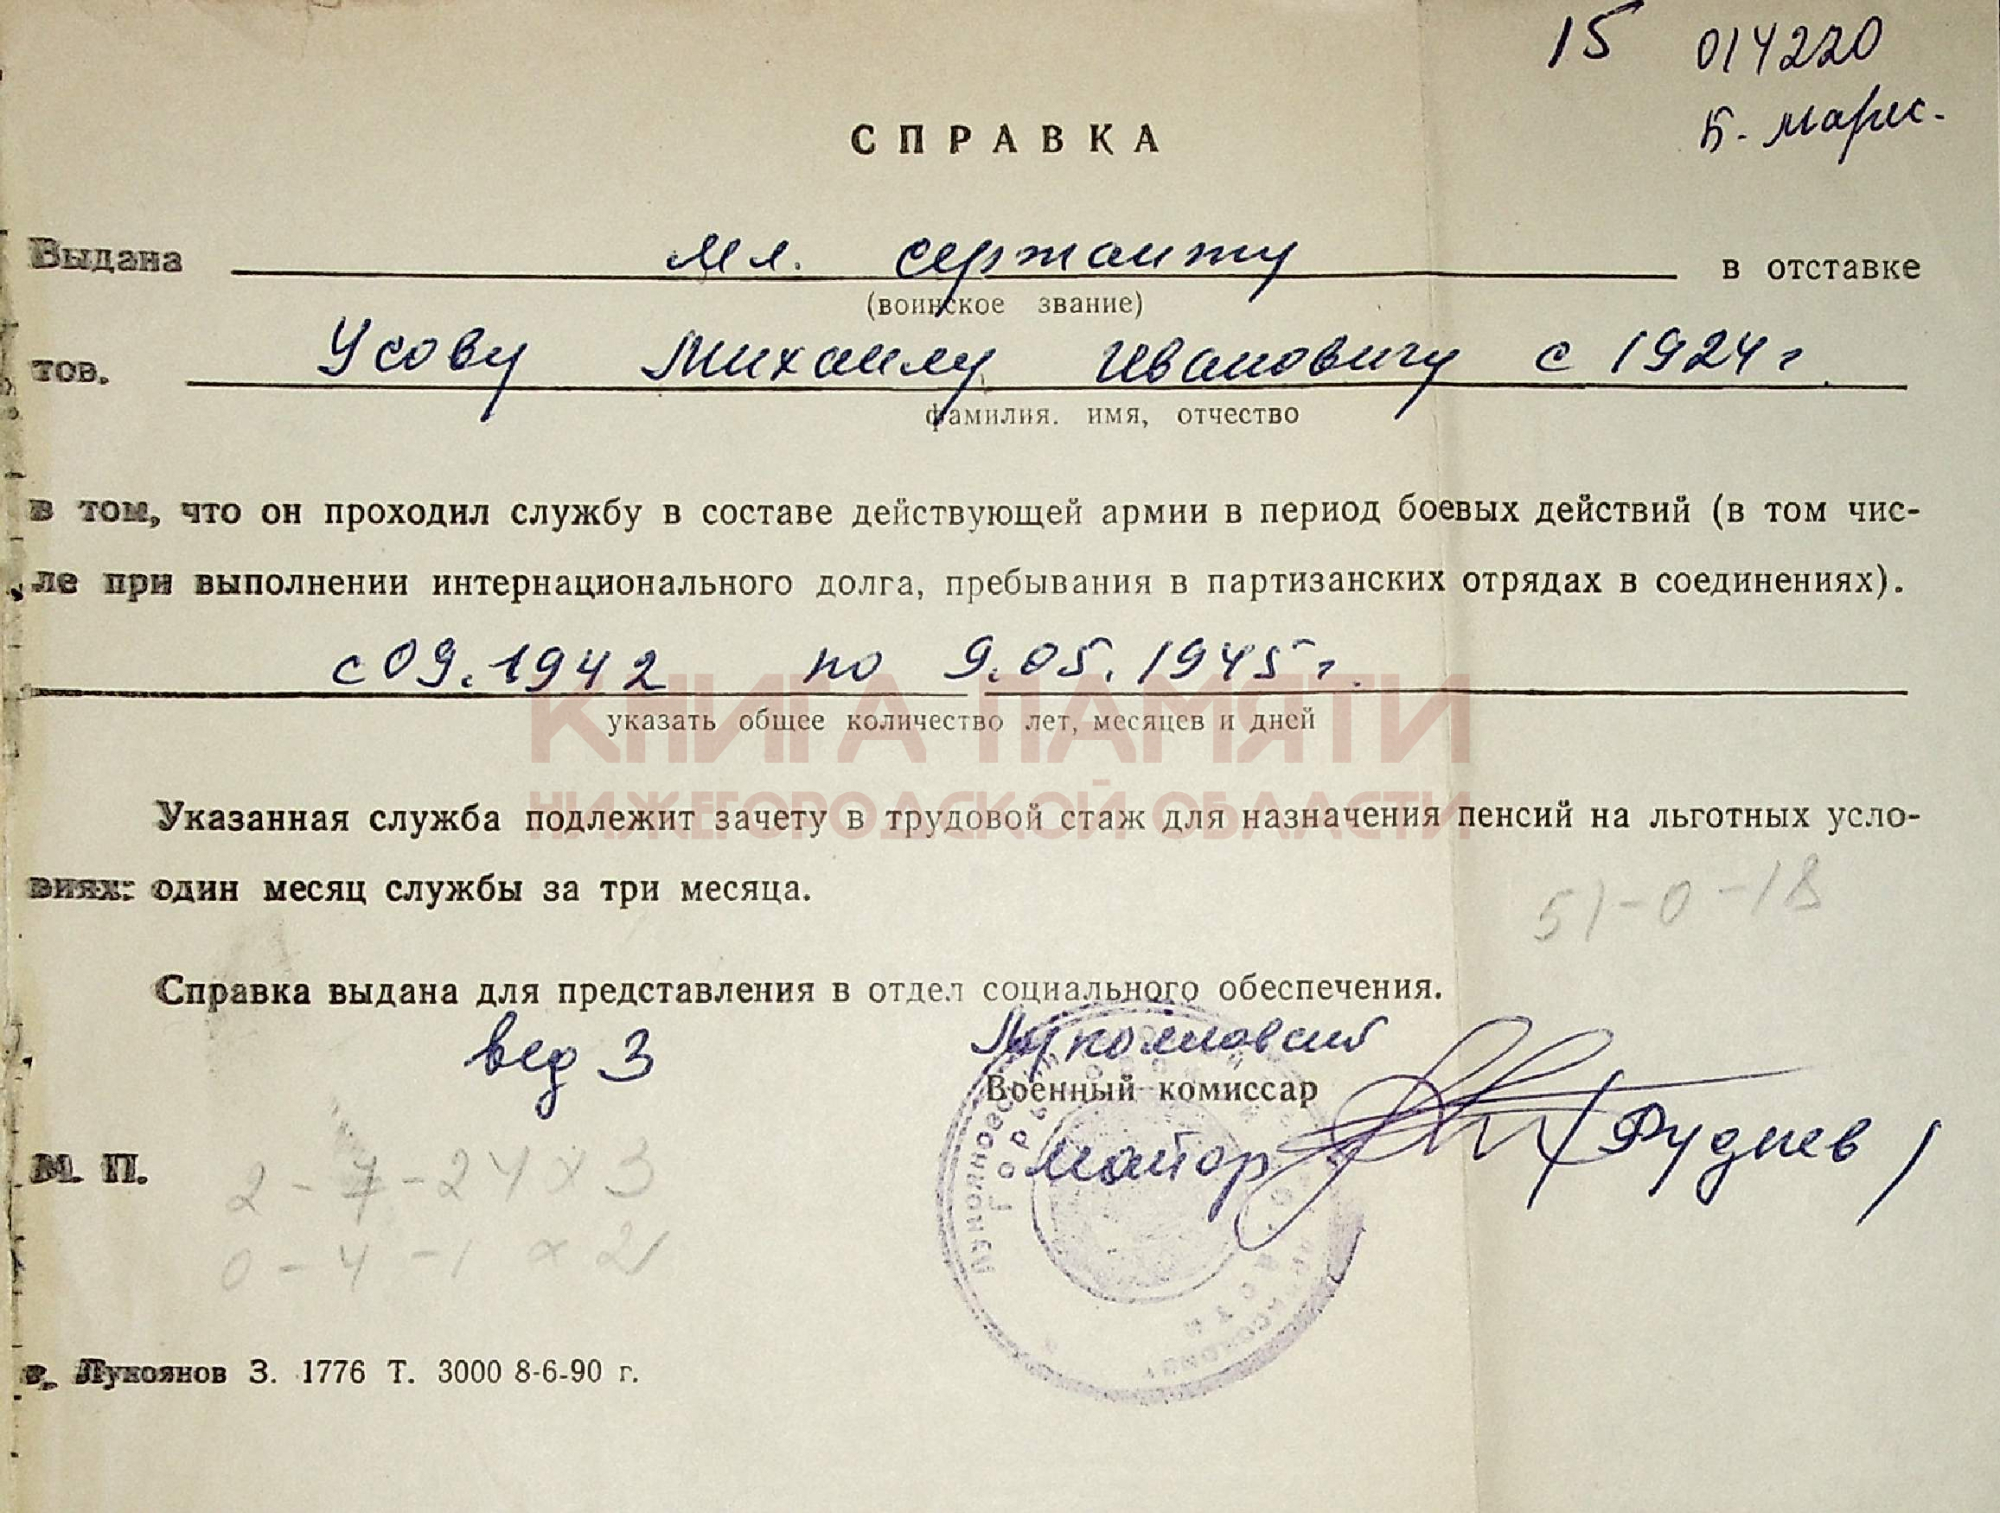 15 014220
Б-Марес.
СПРАВКА
Выдана мл. сержанту в отставке
(воинское звание)
тов. Усову Михаилу Ивановичу с 1924 г.
фамилия. имя, отчество
в том, что он проходил службу в составе действующей армии в период боевых действий (в том чис-
ле при выполнении интернационального долга, пребывания в партизанских отрядах в соединениях).
с 09.1942 по 9.05.1945 г.
КНИГА ПАМЯТИ
указать общее количество лет, месяцев и дней
НИЖЕГОРОДСКОЙ ОБЛАСТИ
Указанная служба подлежит зачету в трудовой стаж для назначения пенсий на льготных усло-
виях: один месяц службы за три месяца.
51-0-18
Справка выдана для представления в отдел социального обеспечения.
вед 3
Лукояновский
Военный комиссар
майор (Руднев)
М. П.
2-7-24 х 3
0-4-1 х 2
г. Лукоянов З. 1776 Т. 3000 8-6-90 г.